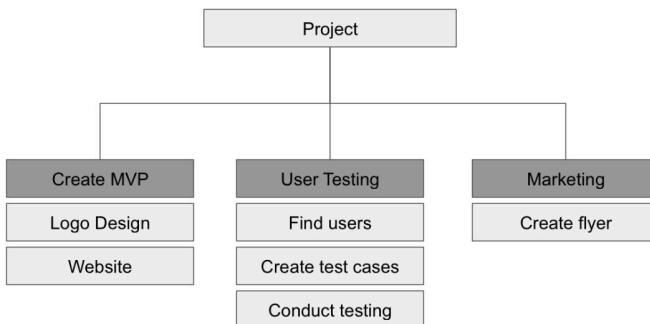 Project
Create MVP
Logo Design
Website
User Testing
Find users
Create test cases
Conduct testing
Marketing
Create flyer